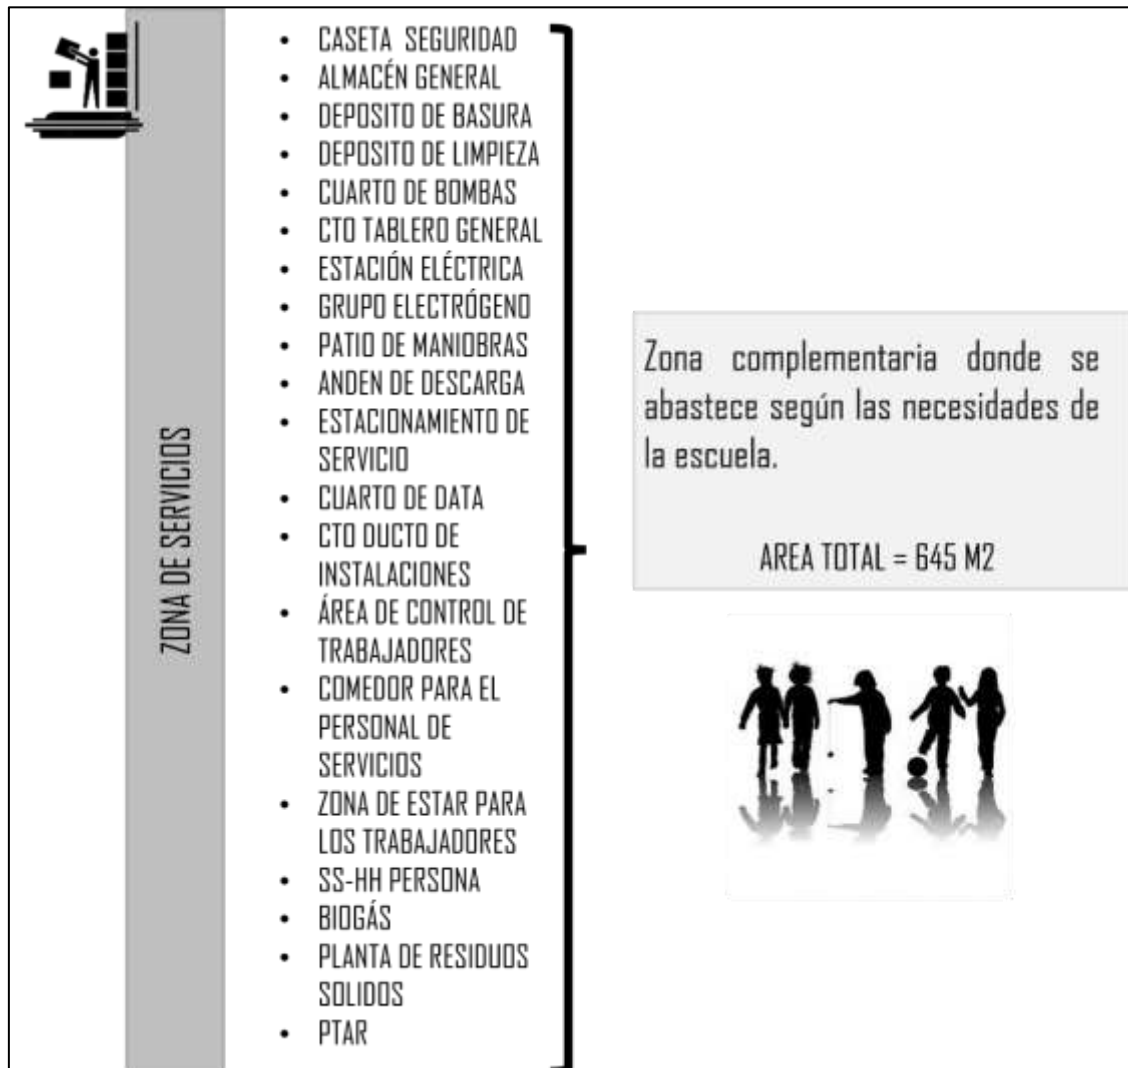 ZONA DE SERVICIOS
• CASETA SEGURIDAD
• ALMACÉN GENERAL
• DEPOSITO DE BASURA
• DEPOSITO DE LIMPIEZA
• CUARTO DE BOMBAS
• CTO TABLERO GENERAL
• ESTACIÓN ELÉCTRICA
• GRUPO ELECTRÓGENO
• PATIO DE MANIOBRAS
• ANDEN DE DESCARGA
• ESTACIONAMIENTO DE
SERVICIO
• CUARTO DE DATA
• CTO DUCTO DE
INSTALACIONES
• ÁREA DE CONTROL DE
TRABAJADORES
• COMEDOR PARA EL
PERSONAL DE
SERVICIOS
• ZONA DE ESTAR PARA
LOS TRABAJADORES
• SS-HH PERSONA
• BIOGÁS
• PLANTA DE RESIDUOS
SOLIDOS
• PTAR
Zona complementaria donde se
abastece según las necesidades de
la escuela.
AREA TOTAL = 645 M2